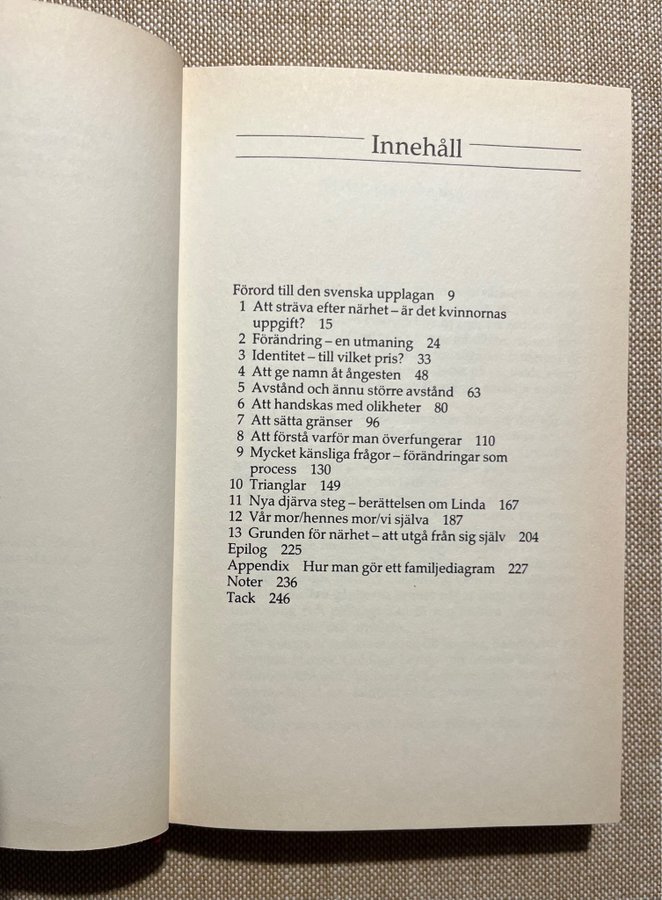 Innehåll
Förord till den svenska upplagan 9
1 Att sträva efter närhet – är det kvinnornas
uppgift? 15
2 Förändring – en utmaning 24
3 Identitet – till vilket pris? 33
4 Att ge namn åt ångesten 48
5 Avstånd och ännu större avstånd 63
6 Att handskas med olikheter 80
7 Att sätta gränser 96
8 Att förstå varför man överfungerar 110
9 Mycket känsliga frågor – förändringar som
process 130
10 Trianglar 149
11 Nya djärva steg – berättelsen om Linda 167
12 Vår mor/hennes mor/vi själva 187
13 Grunden för närhet – att utgå från sig själv 204
Epilog 225
Appendix Hur man gör ett familjediagram 227
Noter 236
Tack 246